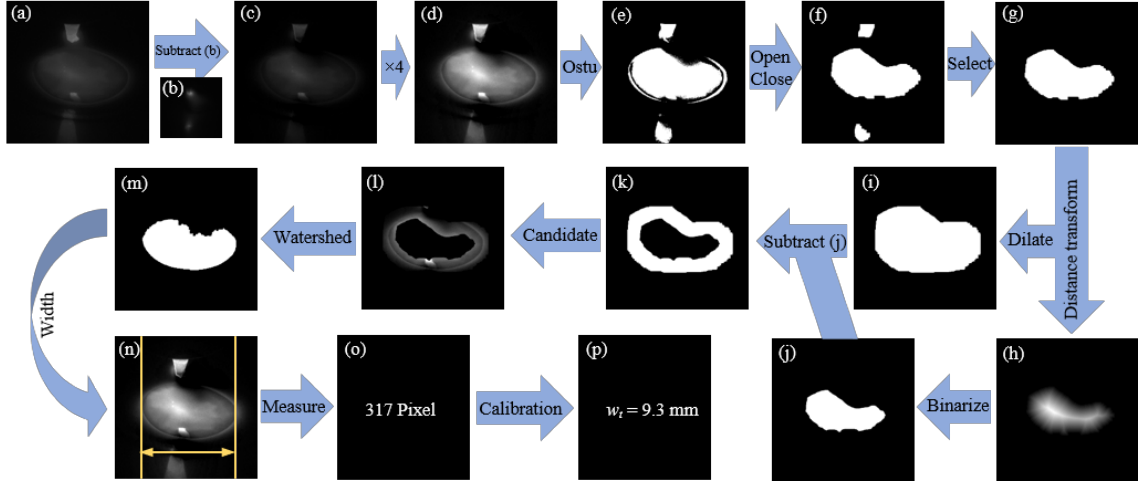 (a)
Subtract (b)
(b)
(c)
×4
(d)
Ostu
(e)
Open
Close
(f)
Select
(g)
Distance transform
(h)
Dilate
(i)
Binarize
(j)
Subtract (j)
(k)
Candidate
(l)
Watershed
(m)
Width
(n)
Measure
(o)
317 Pixel
Calibration
(p)
wt = 9.3 mm